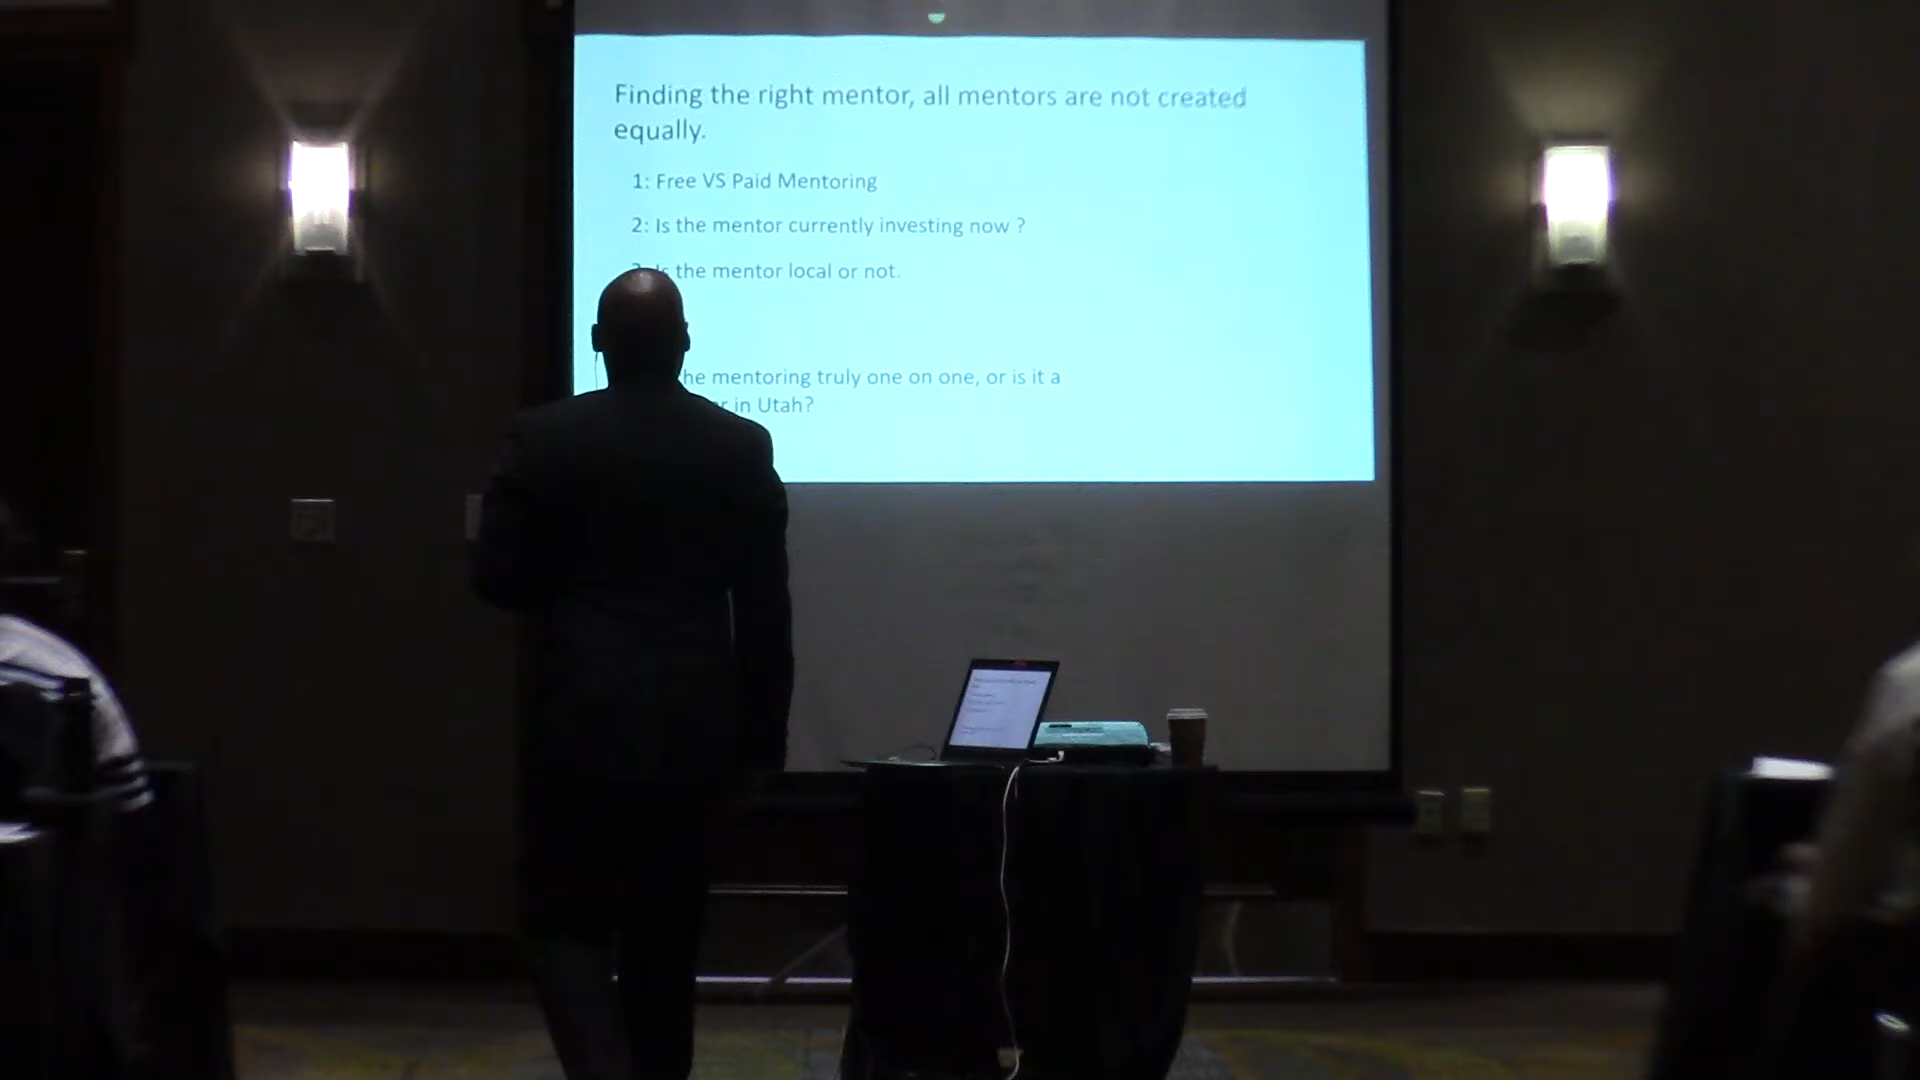 Finding the right mentor, all mentors are not created
equally.
1: Free VS Paid Mentoring
2: Is the mentor currently investing now ?
the mentor local or not.
mentoring truly one on one, or is it a
in Utah?